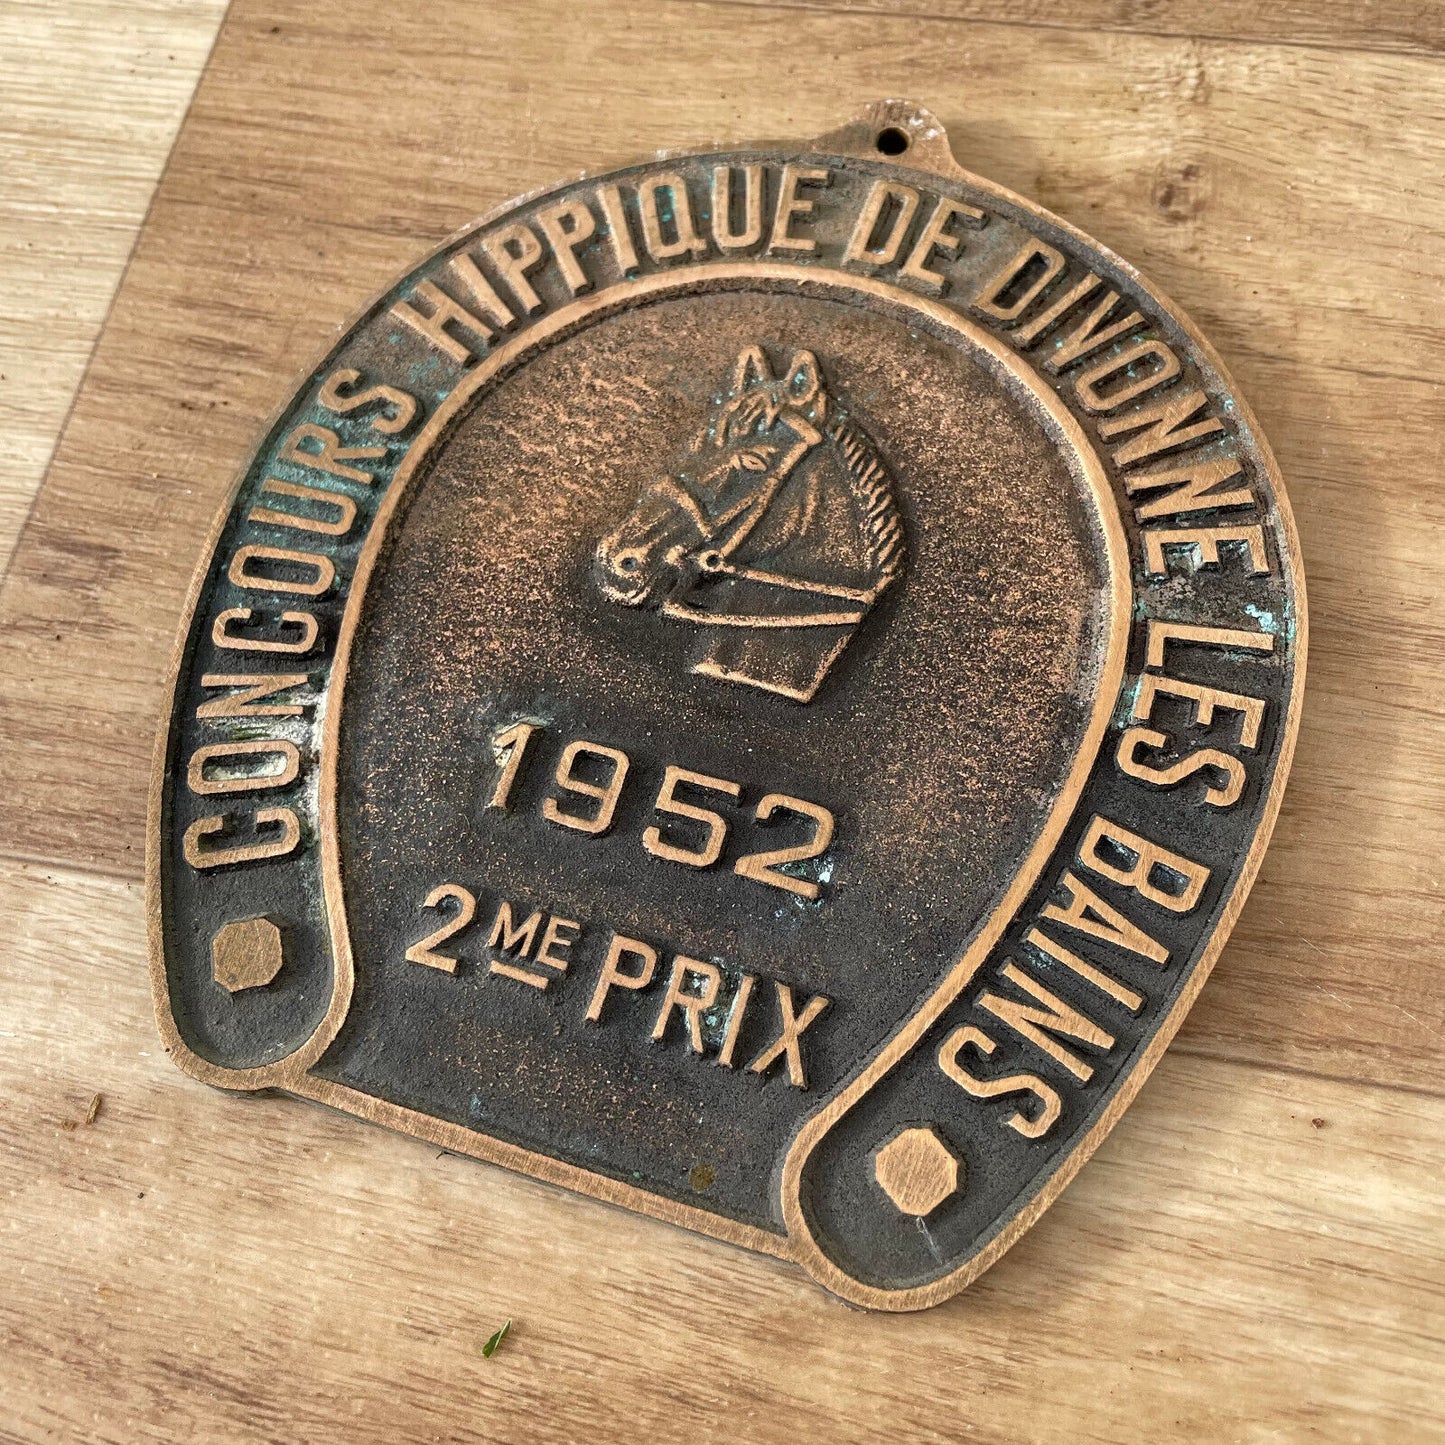 CONCOURS HIPPIQUE DE DIVONNE LES BAINS
1952
2ME PRIX